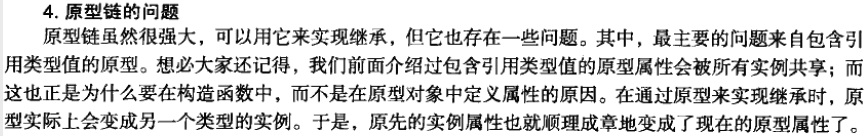 4. 原型链的问题
原型链虽然很强大，可以用它来实现继承，但它也存在一些问题。其中，最主要的问题来自包含引
用类型值的原型。想必大家还记得，我们前面介绍过包含引用类型值的原型属性会被所有实例共享；而
这也正是为什么要在构造函数中，而不是在原型对象中定义属性的原因。在通过原型来实现继承时，原
型实际上会变成另一个类型的实例。于是，原先的实例属性也就顺理成章地变成了现在的原型属性了。